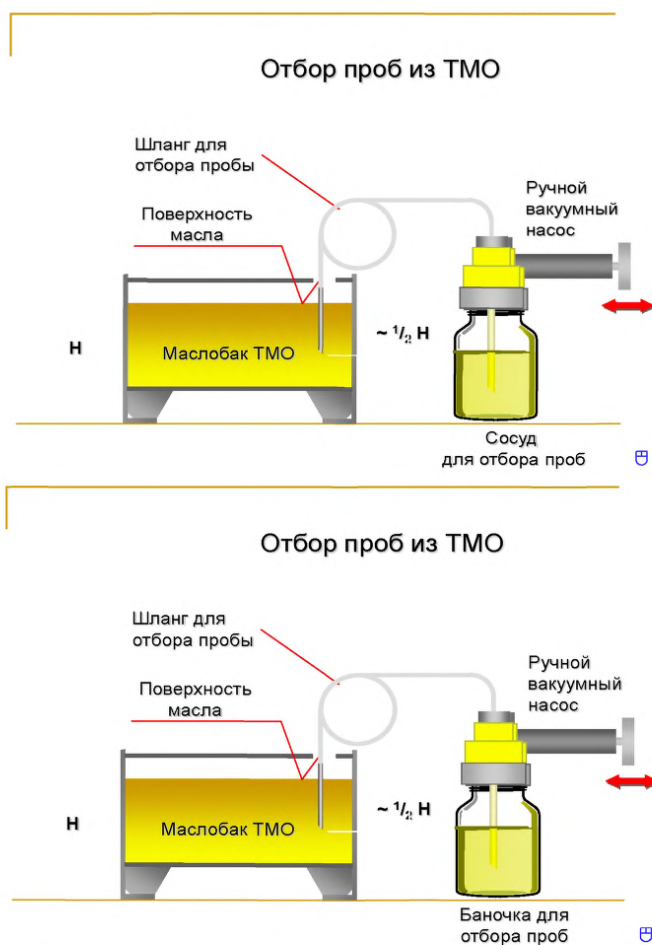 Отбор проб из ТМО
Шланг для
отбора пробы
Ручной
вакуумный
насос
Поверхность
масла
H
Маслобак ТМО
~ 1/2 H
Сосуд
для отбора проб
Отбор проб из ТМО
Шланг для
отбора пробы
Ручной
вакуумный
насос
Поверхность
масла
H
Маслобак ТМО
~ 1/2 H
Баночка для
отбора проб